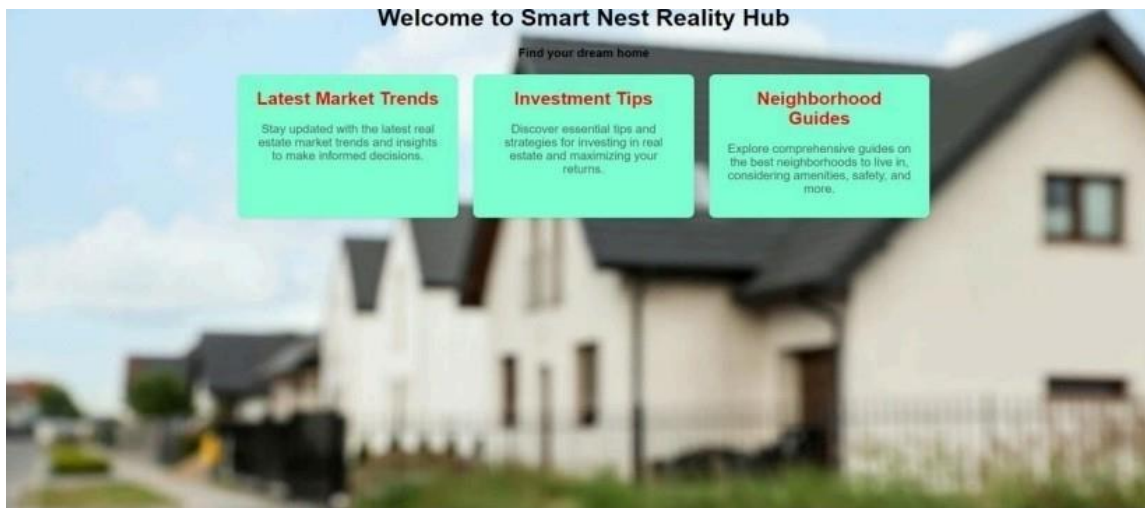 Welcome to Smart Nest Reality Hub
Find your dream home
Latest Market Trends
Stay updated with the latest real
estate market trends and insights
to make informed decisions.
Investment Tips
Discover essential tips and
strategies for investing in real
estate and maximizing your
returns.
Neighborhood
Guides
Explore comprehensive guides on
the best neighborhoods to live in,
considering amenities, safety, and
more.